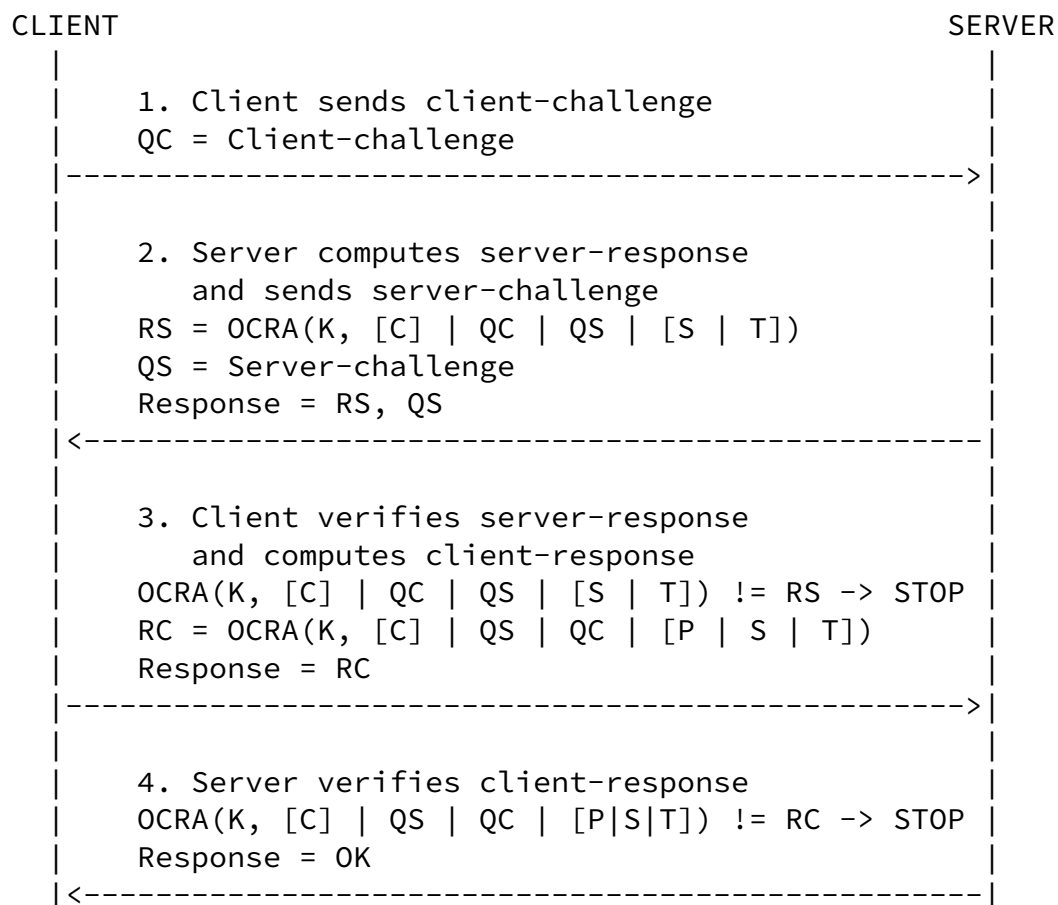 CLIENT SERVER
1. Client sends client-challenge
QC = Client-challenge
2. Server computes server-response
and sends server-challenge
RS = OCRA(K, [C] | QC | QS | [S | T])
QS = Server-challenge
Response = RS, QS
3. Client verifies server-response
and computes client-response
OCRA(K, [C] | QC | QS | [S | T]) != RS -> STOP
RC = OCRA(K, [C] | QS | QC | [P | S | T])
Response = RC
4. Server verifies client-response
OCRA(K, [C] | QS | QC | [P|S|T]) != RC -> STOP
Response = OK